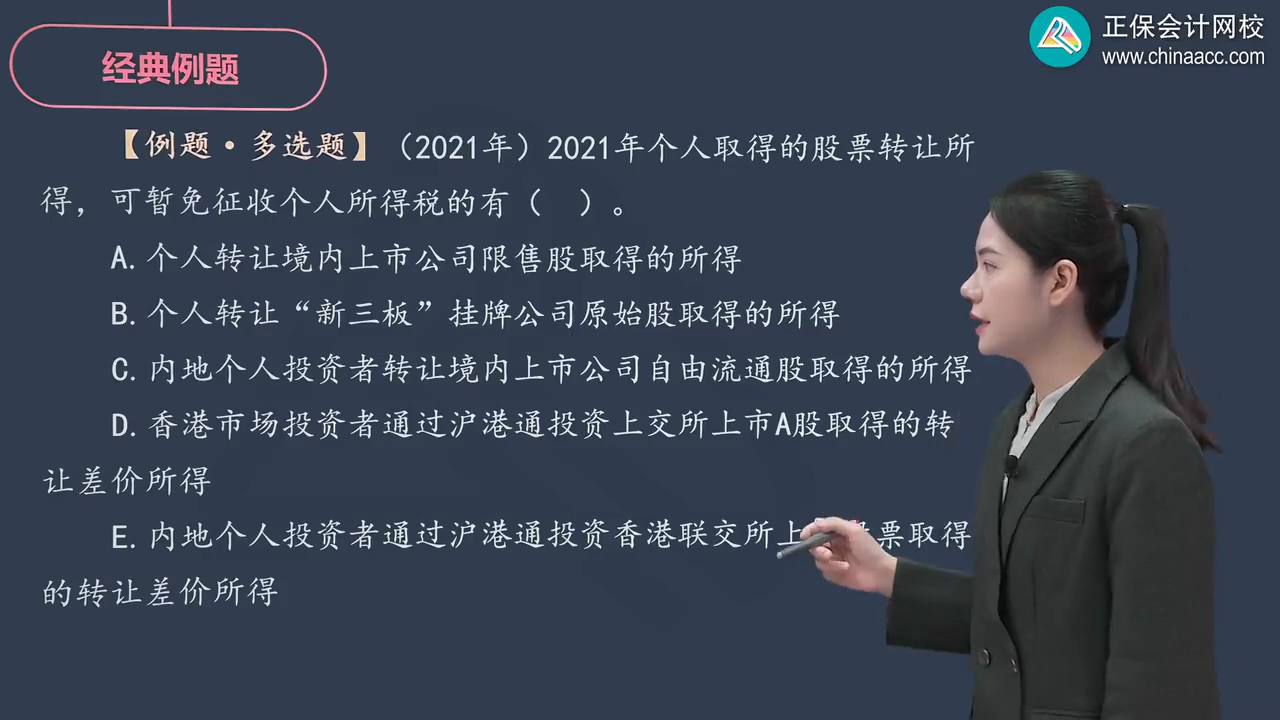 正保会计网校
www.chinaacc.com
经典例题
【例题·多选题】（2021年）2021年个人取得的股票转让所
得，可暂免征收个人所得税的有（ ）。
A. 个人转让境内上市公司限售股取得的所得
B. 个人转让“新三板”挂牌公司原始股取得的所得
C. 内地个人投资者转让境内上市公司自由流通股取得的所得
D. 香港市场投资者通过沪港通投资上交所上市A股取得的转
让差价所得
E. 内地个人投资者通过沪港通投资香港联交所上 票取得
的转让差价所得